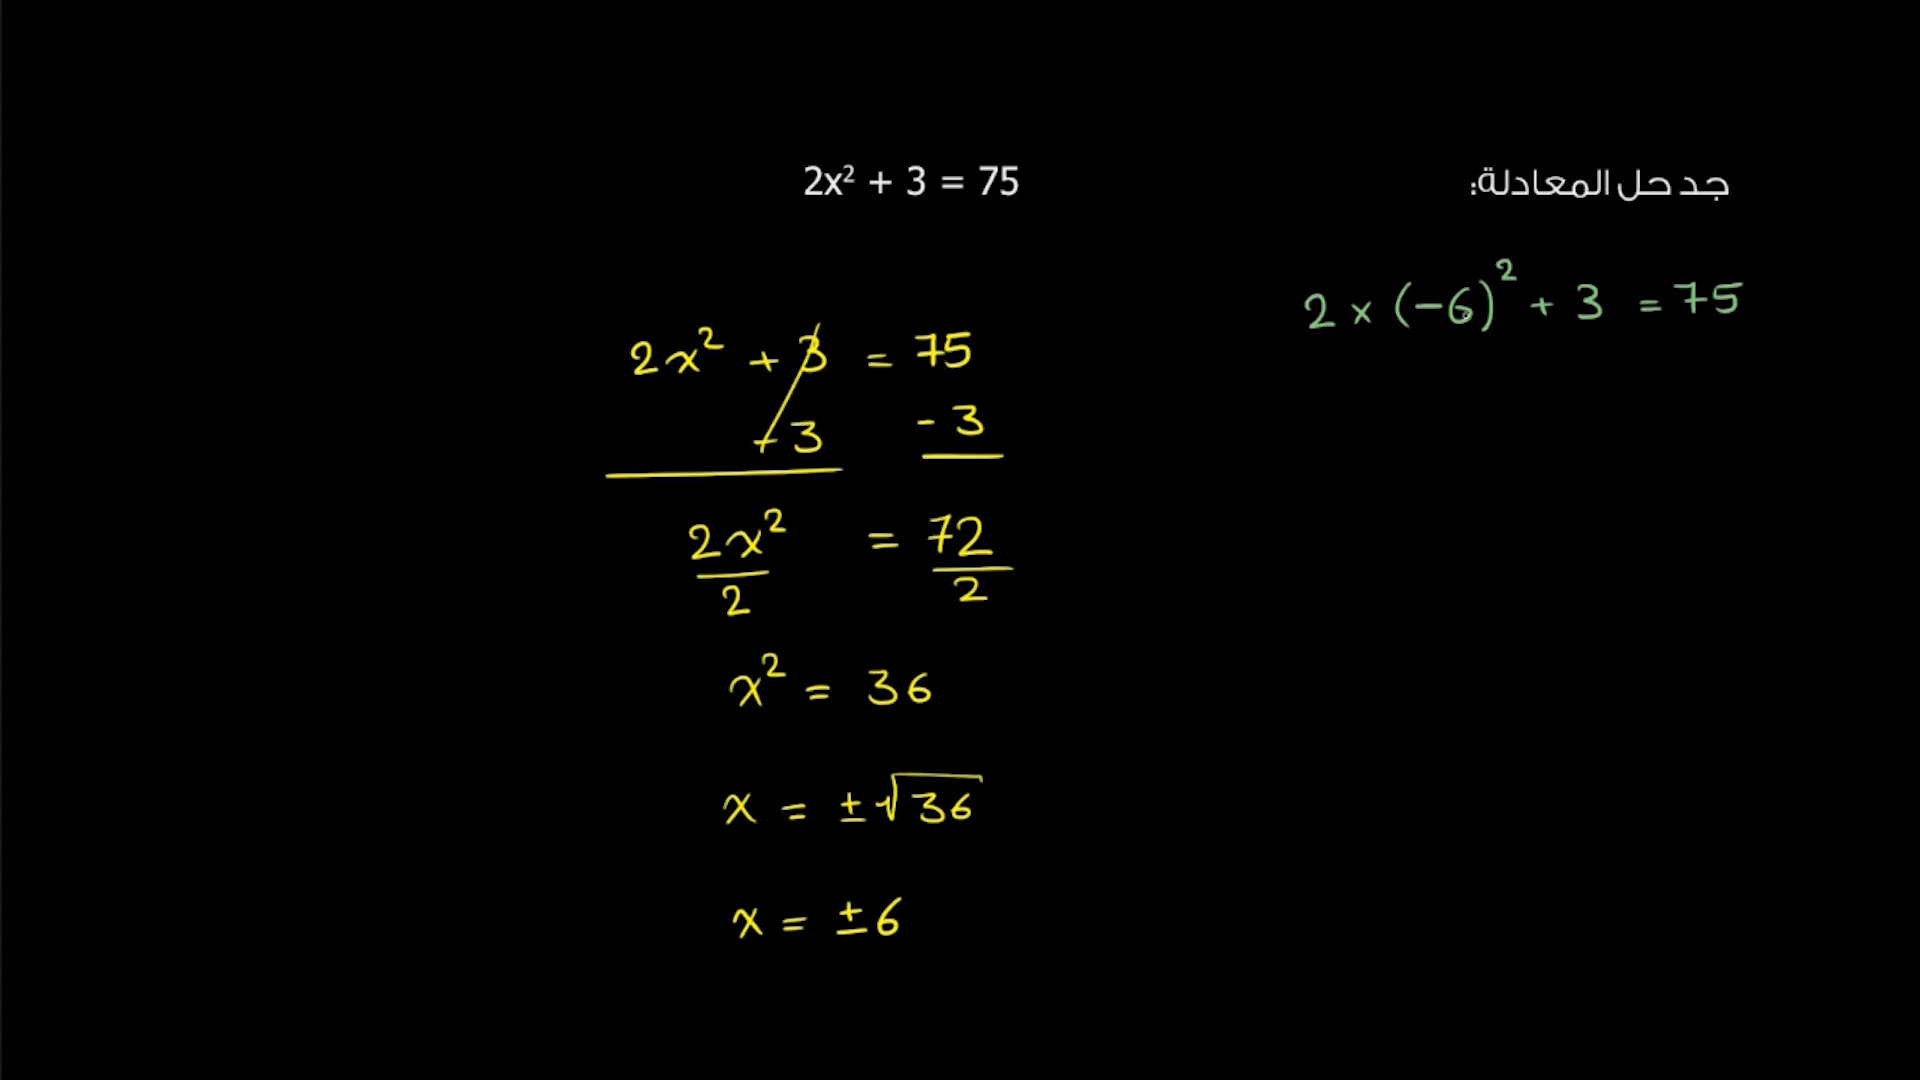 جد حل المعادلة: 2x² + 3 = 75
2 × (-6)² + 3 = 75
2x² + 3 = 75
- 3 - 3
2x² = 72
2 2
x² = 36
x = ±√36
x = ±6